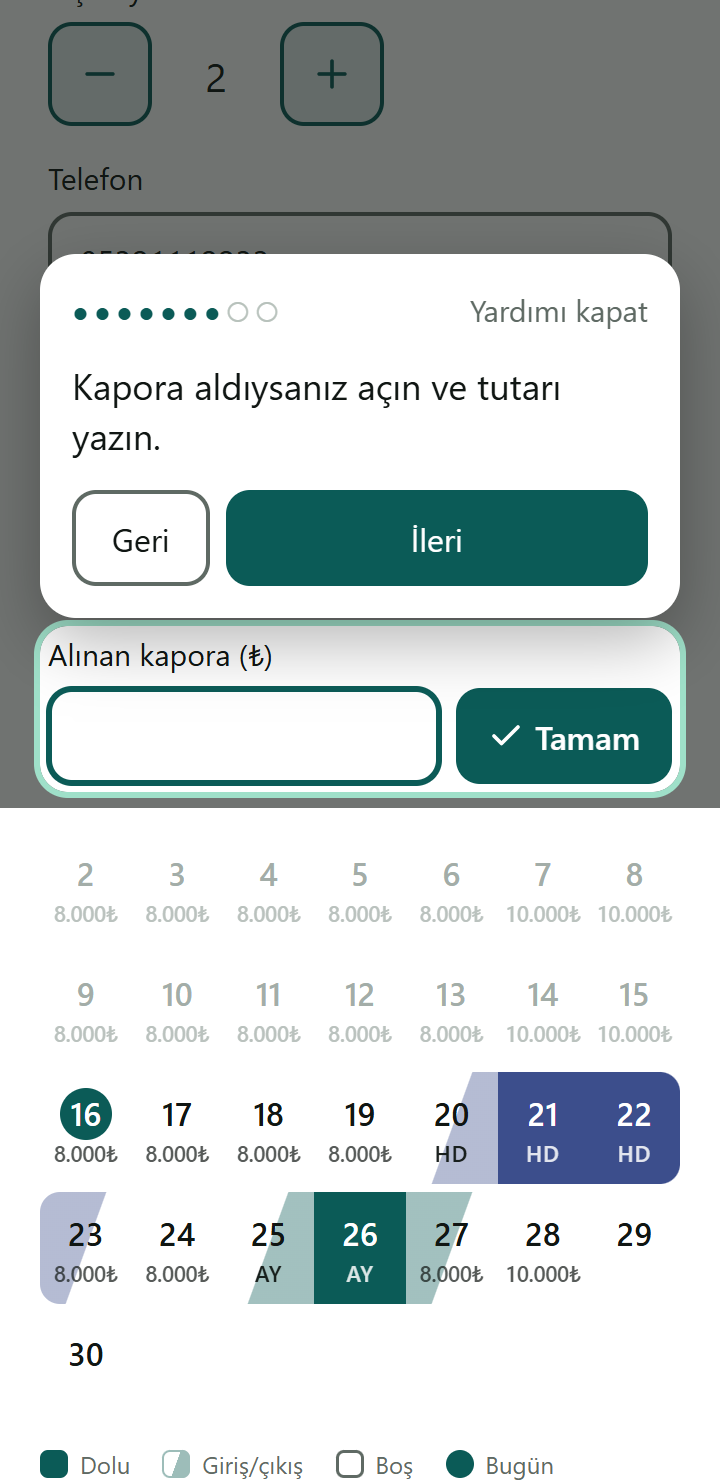 2
Telefon
Yardımı kapat
Kapora aldıysanız açın ve tutarı
yazın.
Geri
İleri
Alınan kapora (₺)
Tamam
2 3 4 5 6 7 8
8.000₺ 8.000₺ 8.000₺ 8.000₺ 8.000₺ 10.000₺ 10.000₺
9 10 11 12 13 14 15
8.000₺ 8.000₺ 8.000₺ 8.000₺ 8.000₺ 10.000₺ 10.000₺
16 17 18 19 20 21 22
8.000₺ 8.000₺ 8.000₺ 8.000₺ HD HD HD
23 24 25 26 27 28 29
8.000₺ 8.000₺ AY AY 8.000₺ 10.000₺
30
Dolu Giriş/çıkış Boş Bugün